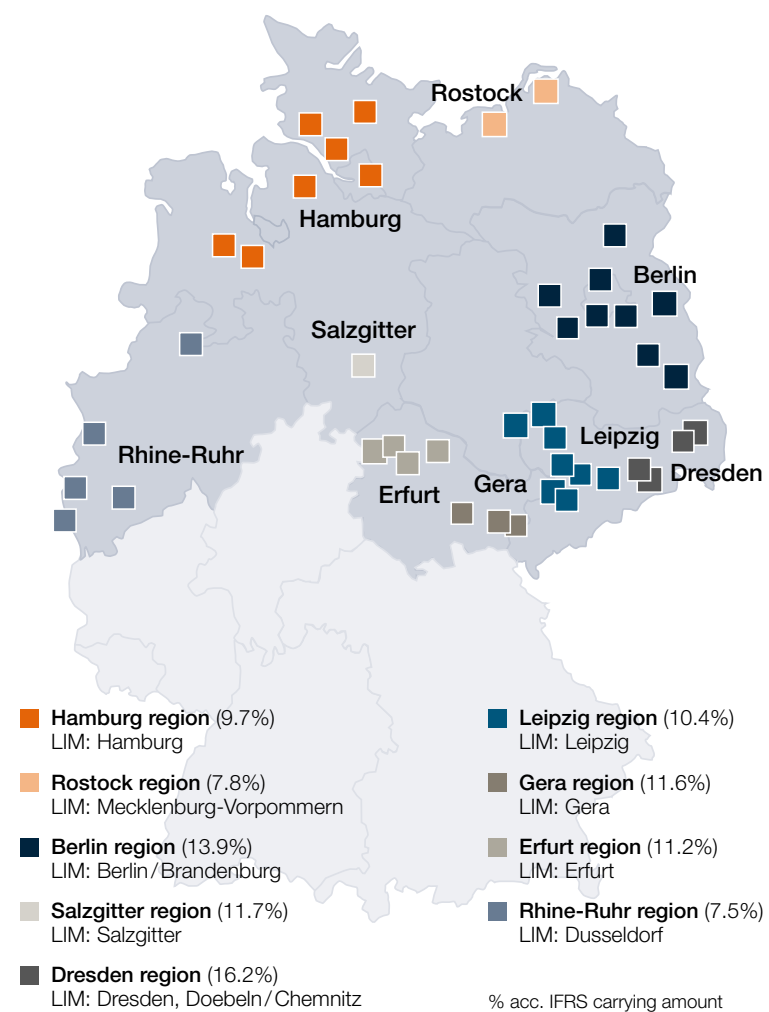 Rostock
Hamburg
Berlin
Salzgitter
Leipzig
Rhine-Ruhr
Dresden
Gera
Erfurt
Hamburg region (9.7%)
LIM: Hamburg
Rostock region (7.8%)
LIM: Mecklenburg-Vorpommern
Berlin region (13.9%)
LIM: Berlin/Brandenburg
Salzgitter region (11.7%)
LIM: Salzgitter
Dresden region (16.2%)
LIM: Dresden, Doebeln/Chemnitz
Leipzig region (10.4%)
LIM: Leipzig
Gera region (11.6%)
LIM: Gera
Erfurt region (11.2%)
LIM: Erfurt
Rhine-Ruhr region (7.5%)
LIM: Dusseldorf
% acc. IFRS carrying amount